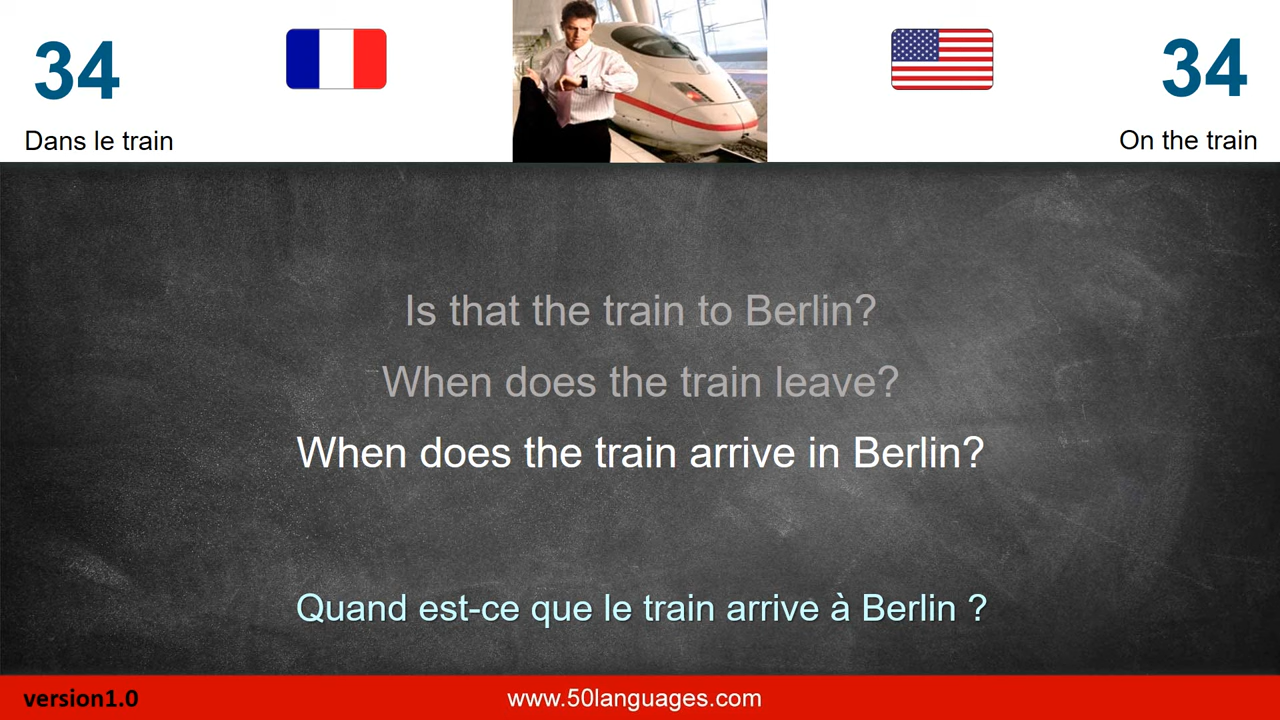 34
34
Dans le train
On the train
Is that the train to Berlin?
When does the train leave?
When does the train arrive in Berlin?
Quand est-ce que le train arrive à Berlin ?
version1.0
www.50languages.com